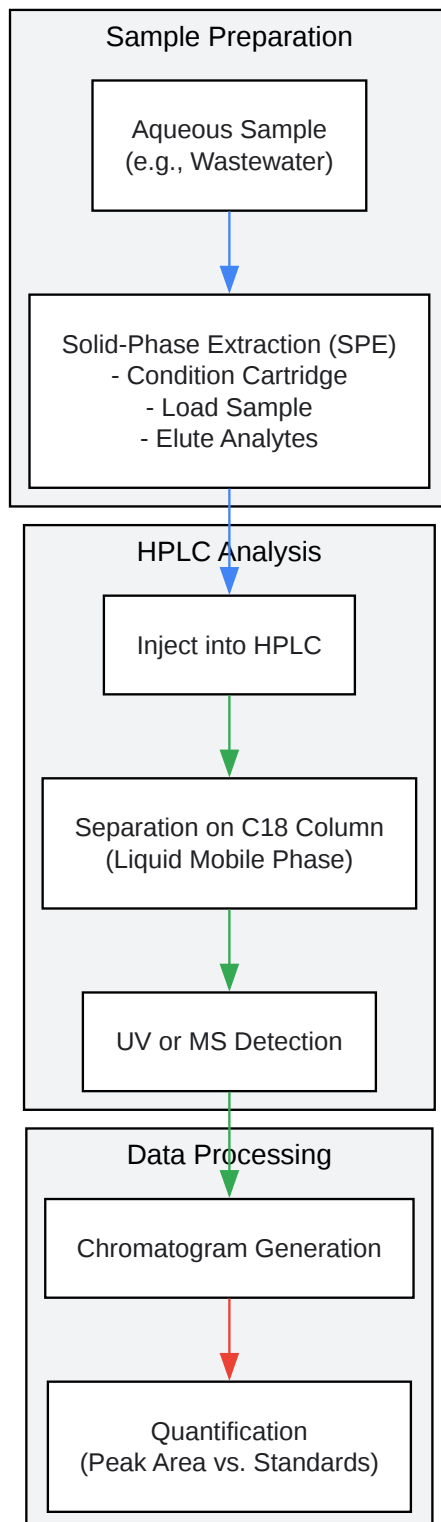 Sample Preparation
Aqueous Sample
(e.g., Wastewater)
Solid-Phase Extraction (SPE)
- Condition Cartridge
- Load Sample
- Elute Analytes
HPLC Analysis
Inject into HPLC
Separation on C18 Column
(Liquid Mobile Phase)
UV or MS Detection
Data Processing
Chromatogram Generation
Quantification
(Peak Area vs. Standards)